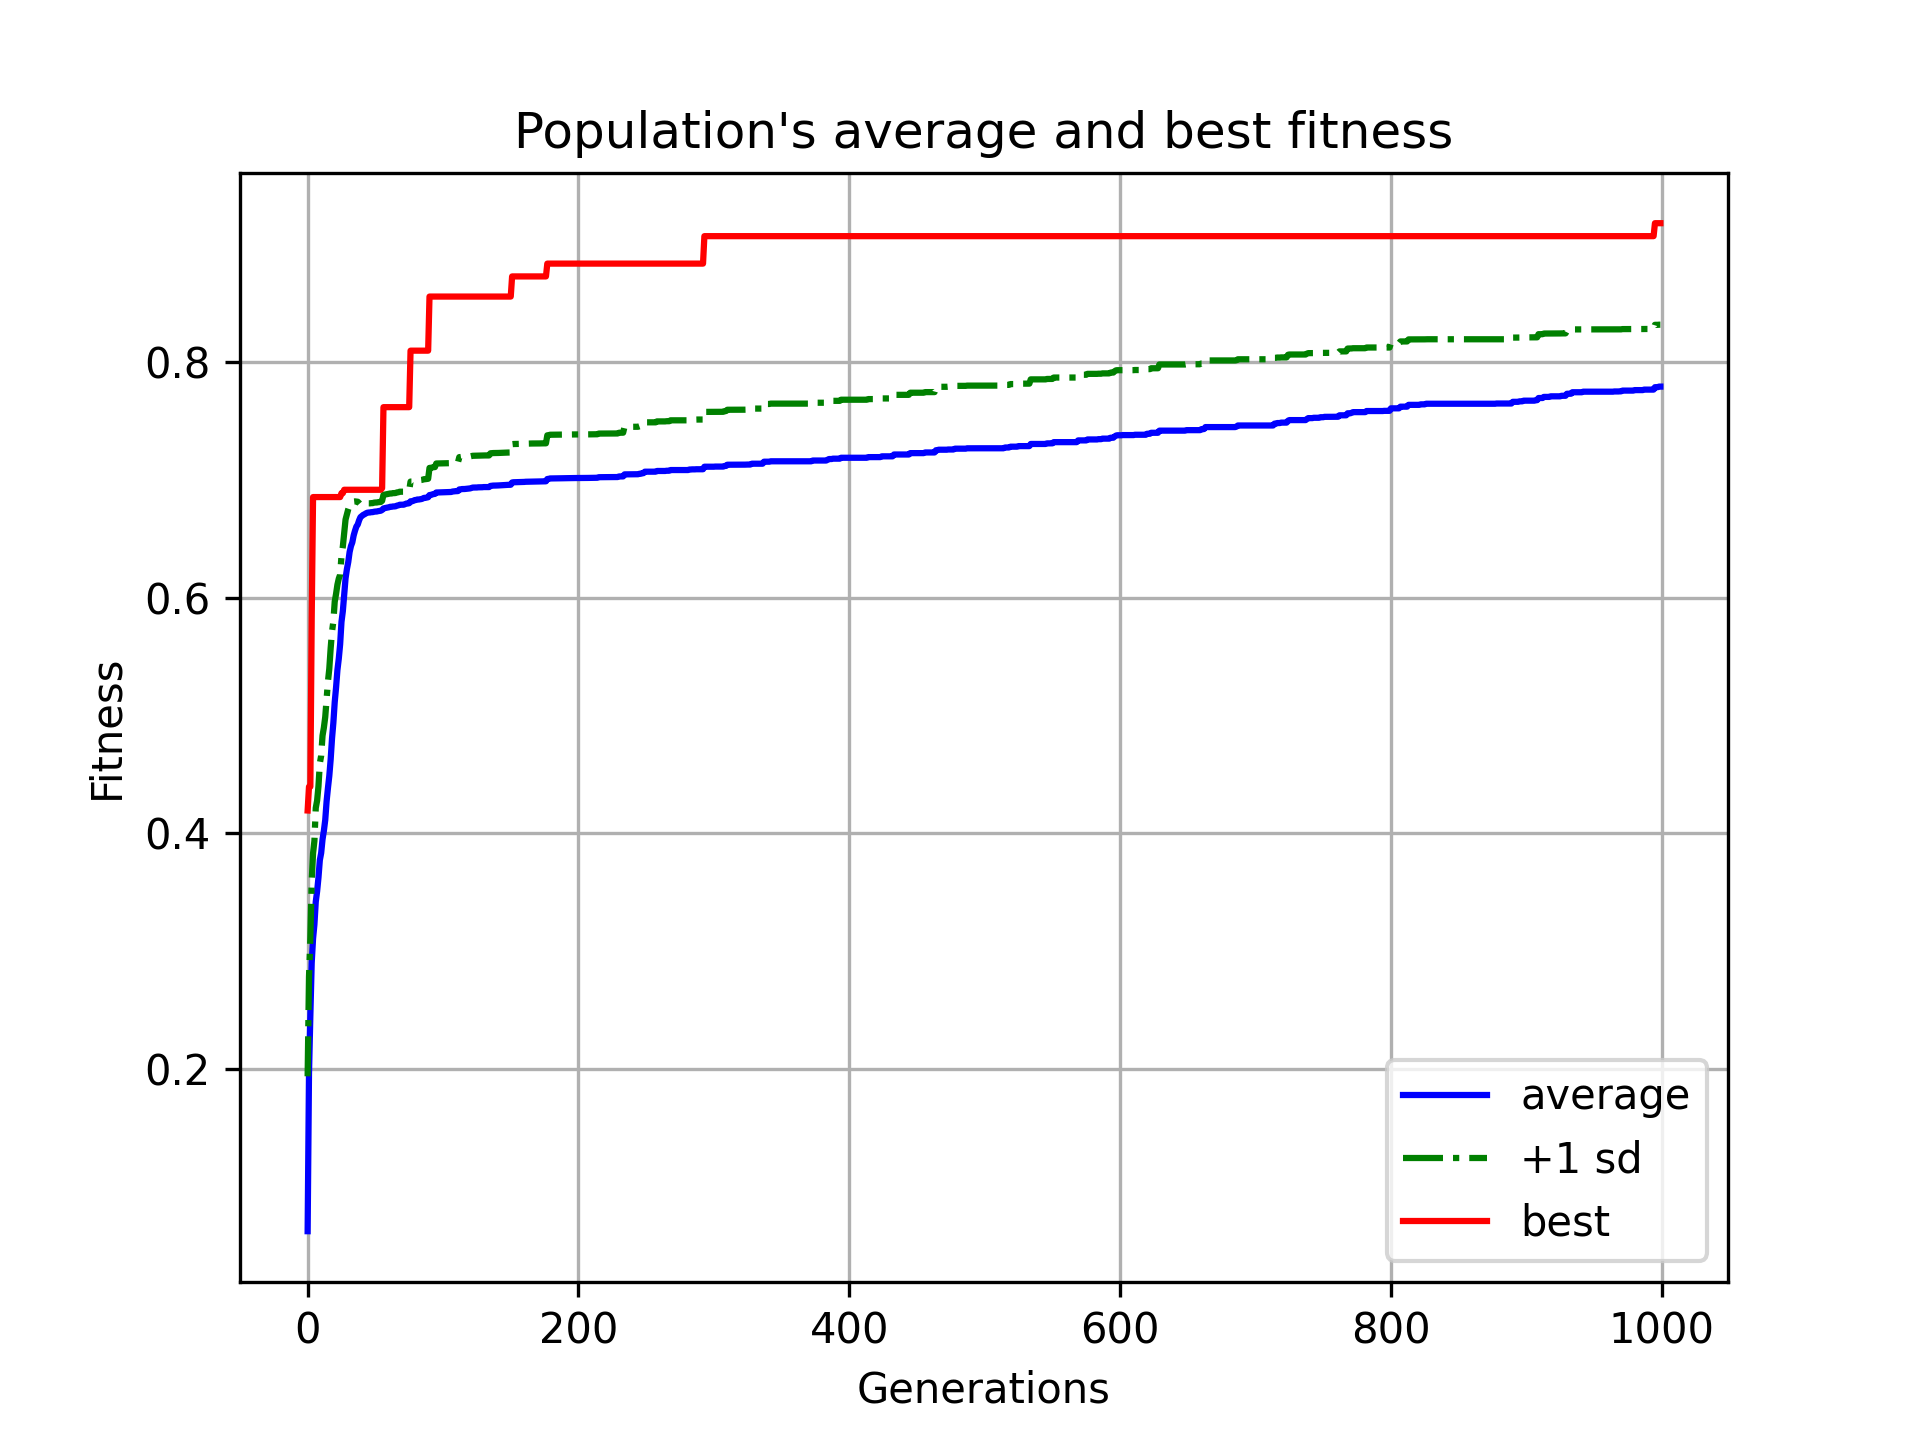 Population's average and best fitness
0.8
0.6
0.4
0.2
Fitness
0 200 400 600 800 1000
Generations
average
+1 sd
best